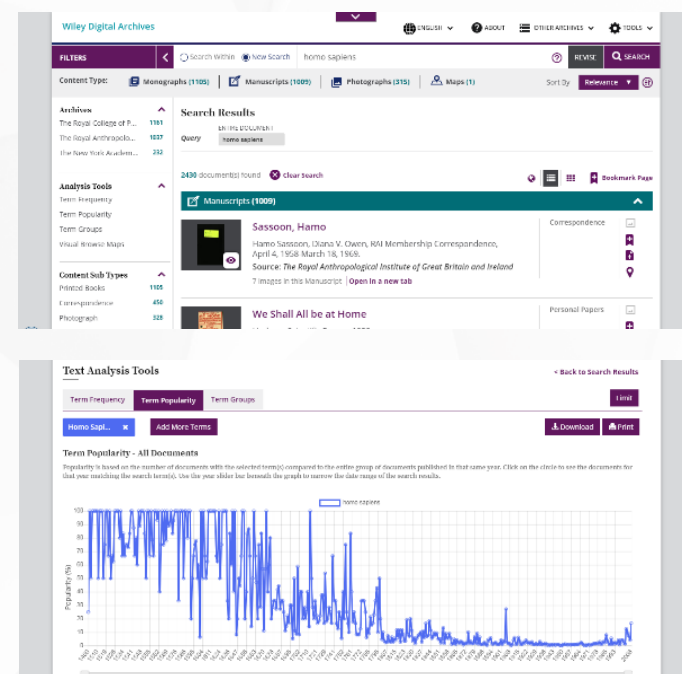 Wiley Digital Archives
ENGLISH ABOUT OTHER ARCHIVES TOOLS
FILTERS Search Within New Search homo sapiens REVISE SEARCH
Content Type: Monographs (1105) Manuscripts (1009) Photographs (315) Maps (1) Sort By Relevance
Archives
The Royal College of P... 1161
The Royal Anthropolo... 1037
The New York Academ... 232
Analysis Tools
Term Frequency
Term Popularity
Term Groups
Visual Browse Maps
Content Sub Types
Printed Books 1105
Correspondence 450
Photograph 328
Search Results
ENTIRE DOCUMENT
Query homo sapiens
2430 document(s) found Clear Search Bookmark Page
Manuscripts (1009)
Sassoon, Hamo Correspondence
Hamo Sassoon, Diana V. Owen, RAI Membership Correspondence,
April 4, 1958 March 18, 1969.
Source: The Royal Anthropological Institute of Great Britain and Ireland
7 images in this Manuscript Open in a new tab
We Shall All be at Home Personal Papers
Text Analysis Tools < Back to Search Results
Term Frequency Term Popularity Term Groups Limit
Homo Sapi... × Add More Terms Download Print
Term Popularity - All Documents
Popularity is based on the number of documents with the selected term(s) compared to the entire group of documents published in that same year. Click on the circle to see the documents for
that year matching the search term(s). Use the year slider bar beneath the graph to narrow the date range of the search results.
homo sapiens
Popularity (%)
100
90
80
70
60
50
40
30
20
10
0